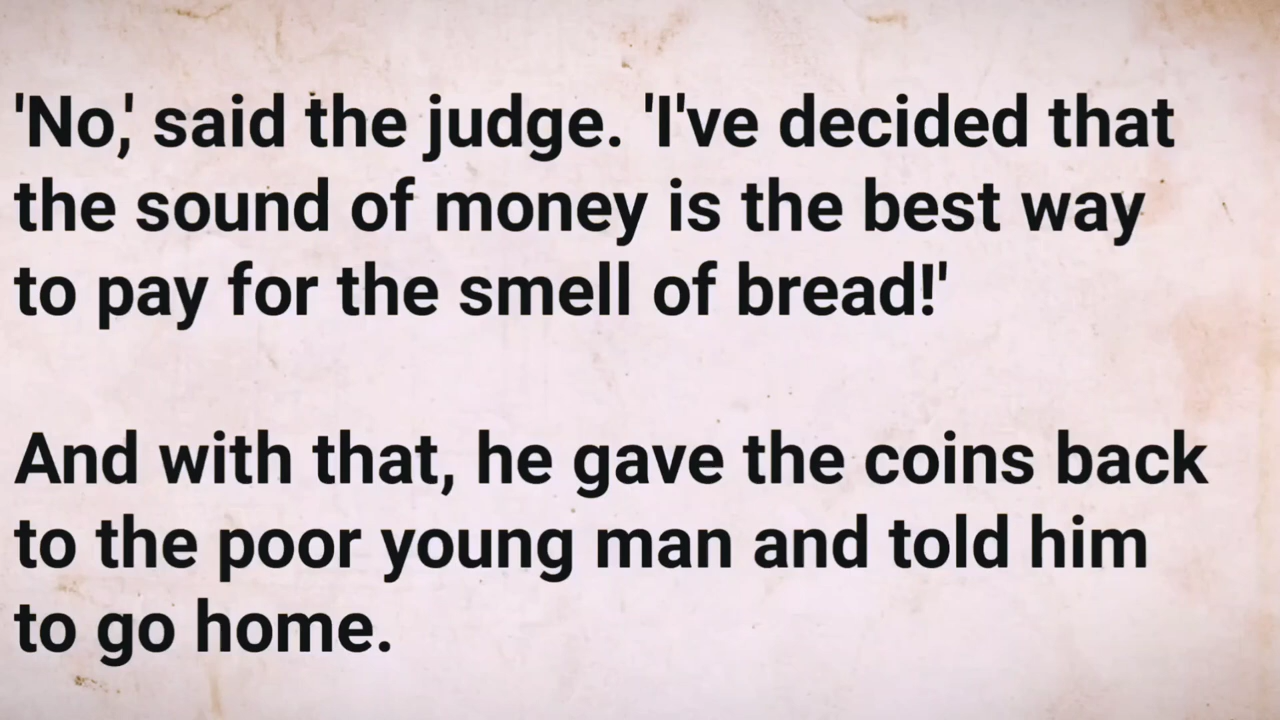 'No,' said the judge. 'I've decided that
the sound of money is the best way
to pay for the smell of bread!'
And with that, he gave the coins back
to the poor young man and told him
to go home.